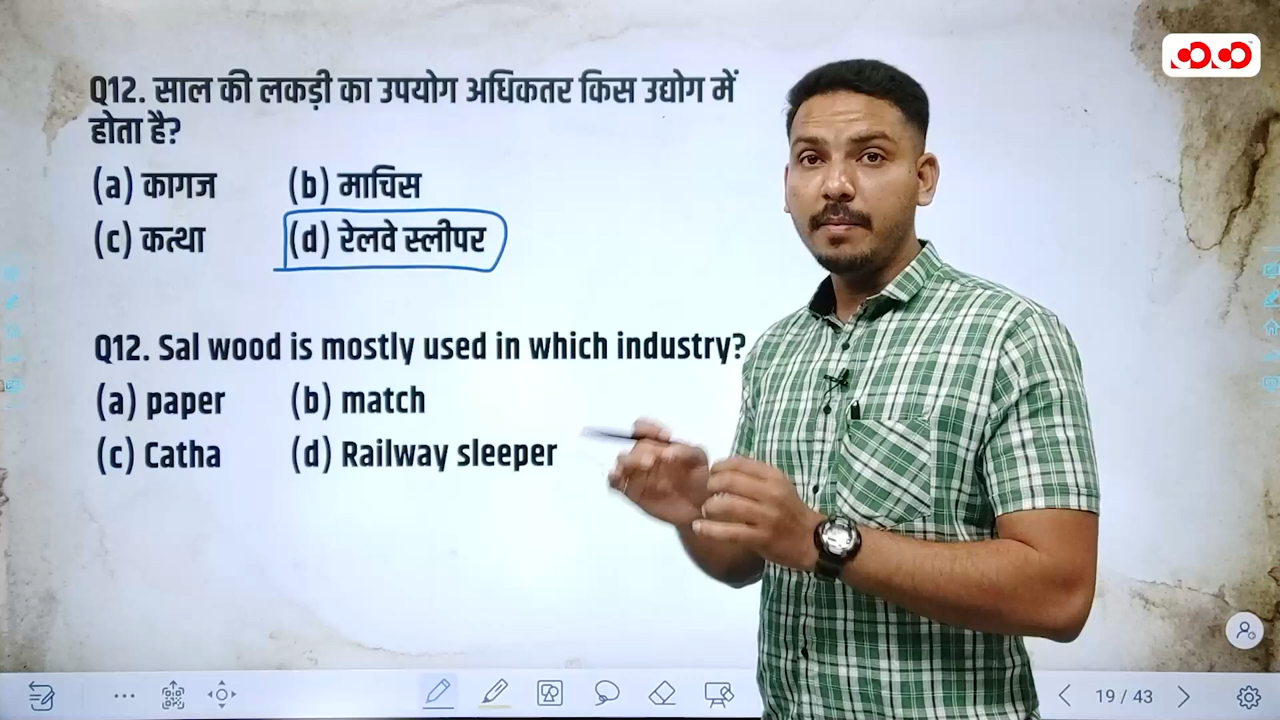 Q12. साल की लकड़ी का उपयोग अधिकतर किस उद्योग में
होता है?
(a) कागज (b) माचिस
(c) कत्था (d) रेलवे स्लीपर
Q12. Sal wood is mostly used in which industry?
(a) paper (b) match
(c) Catha (d) Railway sleeper
19 / 43